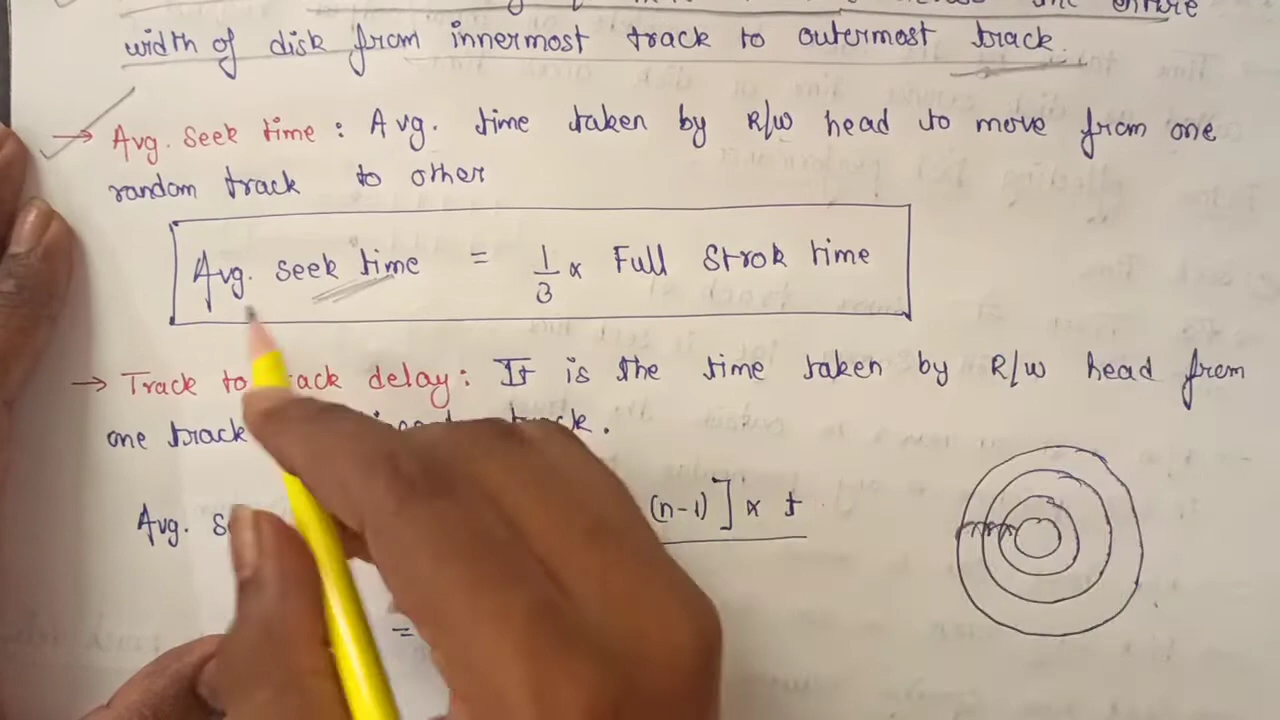 entire
width of disk from innermost track to outermost track.
→ Avg. seek time : Avg. time taken by R/W head to move from one
random track to other
Avg. seek time = 1/3 × Full Strok time
→ Track to track delay : It is the time taken by R/W head from
one track track.
Avg. (n-1)] × t
=